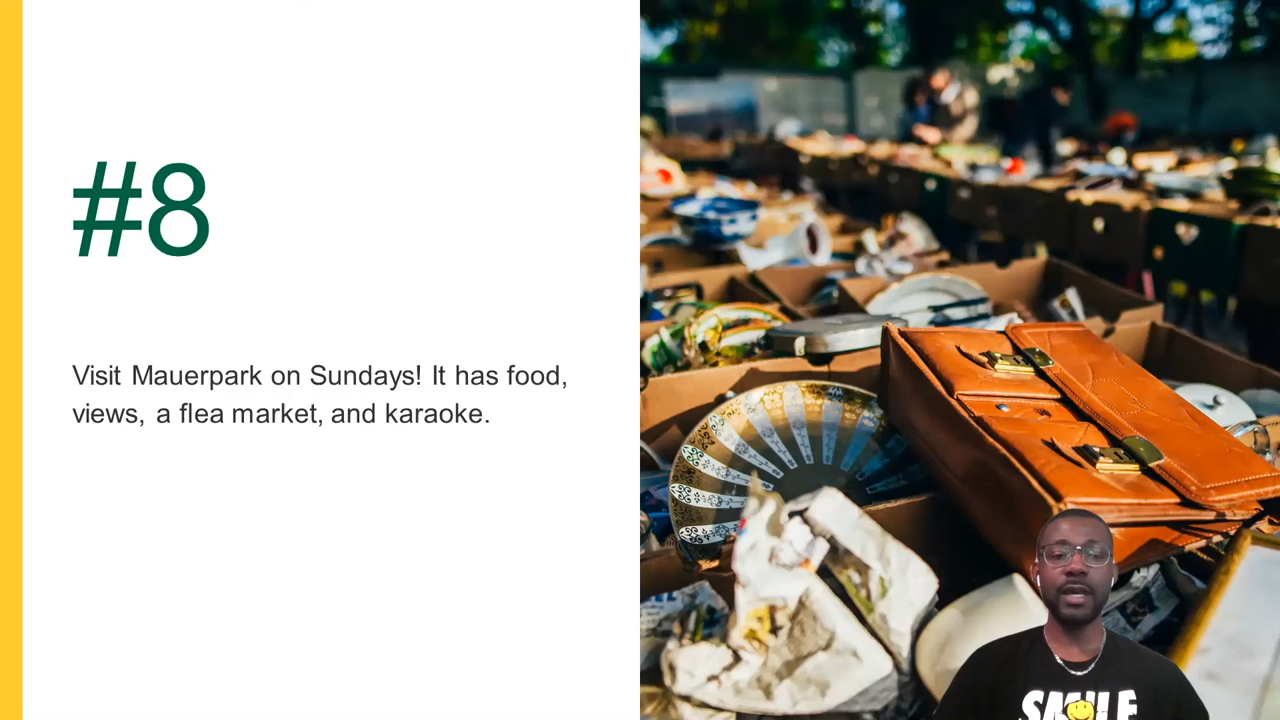 #8
Visit Mauerpark on Sundays! It has food,
views, a flea market, and karaoke.
SMILE